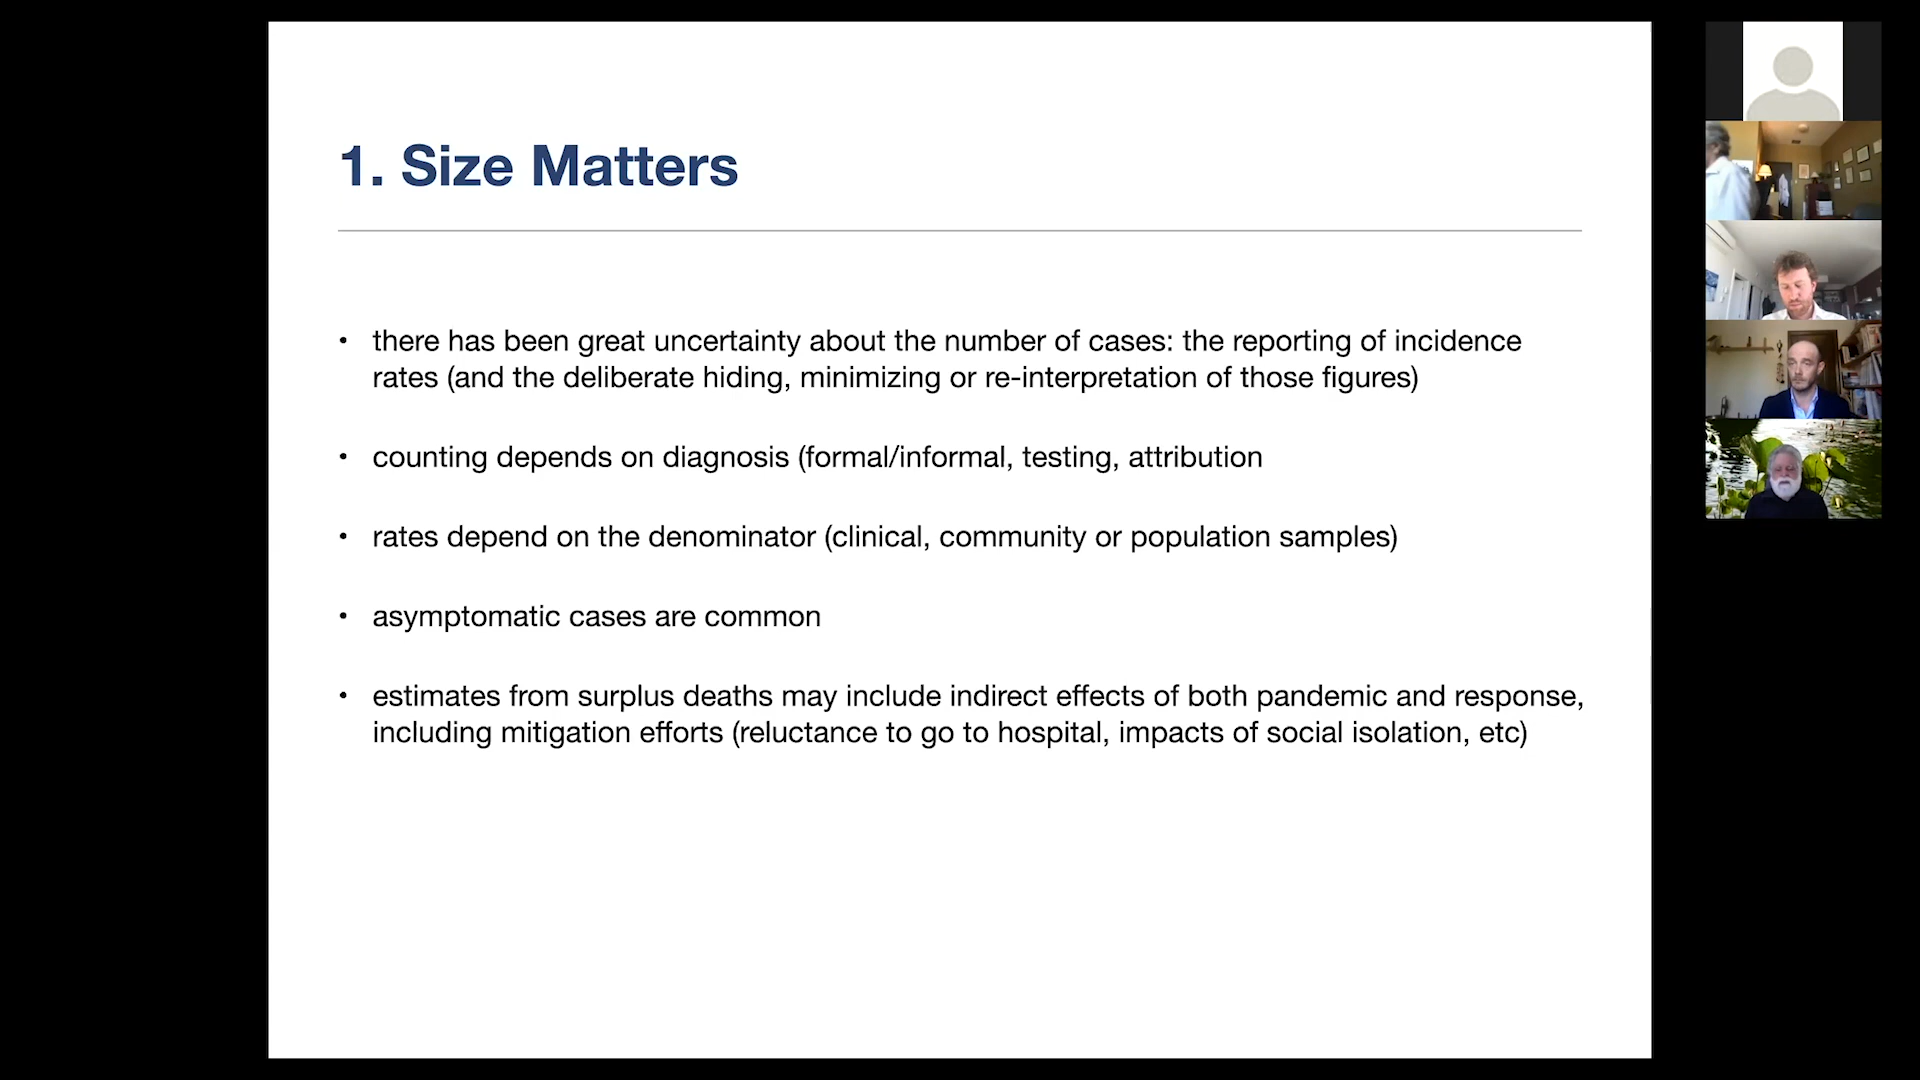 1. Size Matters
• there has been great uncertainty about the number of cases: the reporting of incidence
rates (and the deliberate hiding, minimizing or re-interpretation of those figures)
• counting depends on diagnosis (formal/informal, testing, attribution
• rates depend on the denominator (clinical, community or population samples)
• asymptomatic cases are common
• estimates from surplus deaths may include indirect effects of both pandemic and response,
including mitigation efforts (reluctance to go to hospital, impacts of social isolation, etc)